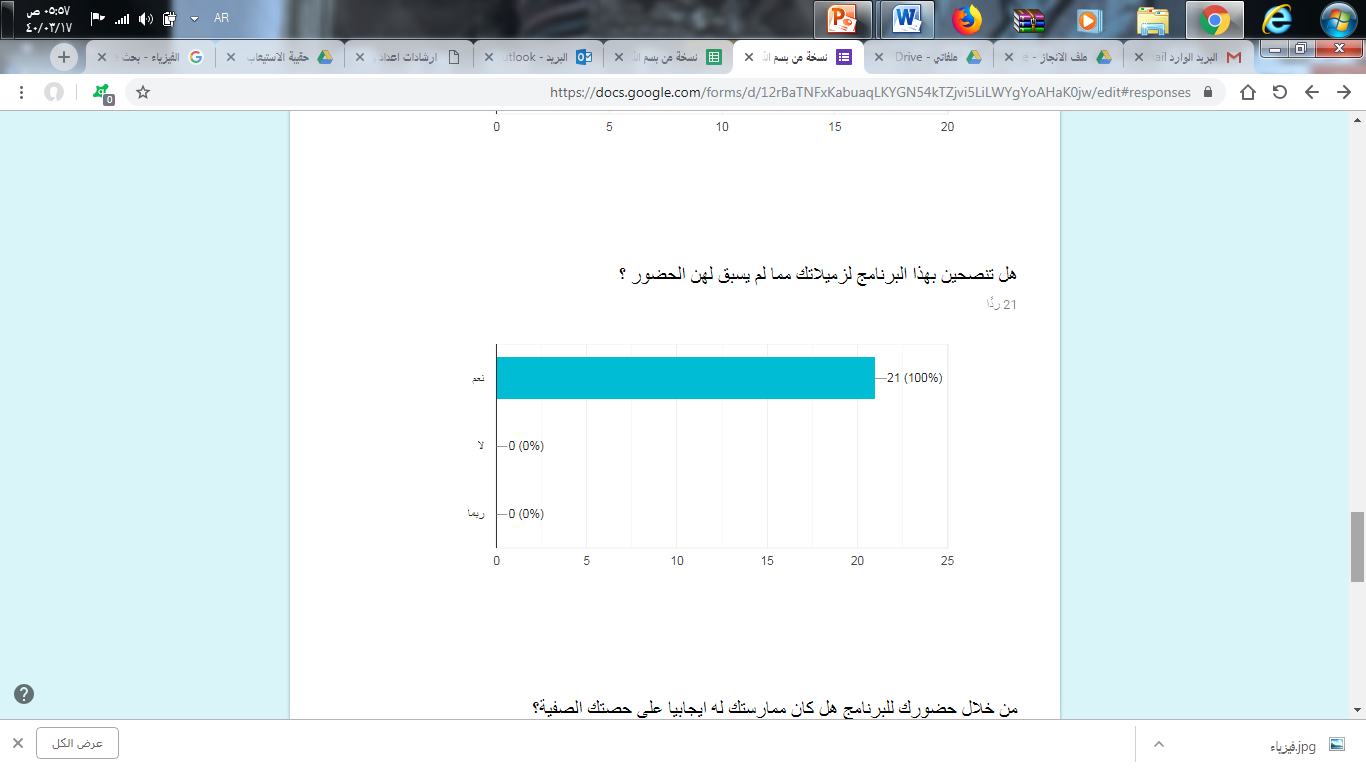 AR
٠٥:٥٧ ص
٤٠/٠٣/١٧
البريد الوارد
ملف الانجاز - e
ملفاتي - Drive
نسخة من بسم
نسخة من بسم
البريد - utlook
ارشادات اعداد
حقيبة الاستيعاب
الفيزياء - بحث
0
https://docs.google.com/forms/d/12rBaTNFxKabuaqLKYGN54kTZjvi5LiLWYgYoAHaK0jw/edit#responses
0 5 10 15 20
هل تنصحين بهذا البرنامج لزميلاتك مما لم يسبق لهن الحضور ؟
21 ردًا
نعم 21 (100%)
لا 0 (0%)
ربما 0 (0%)
0 5 10 15 20 25
من خلال حضورك للبرنامج هل كان ممارستك له ايجابيا على حصتك الصفية؟
عرض الكل
فيزياء.jpg